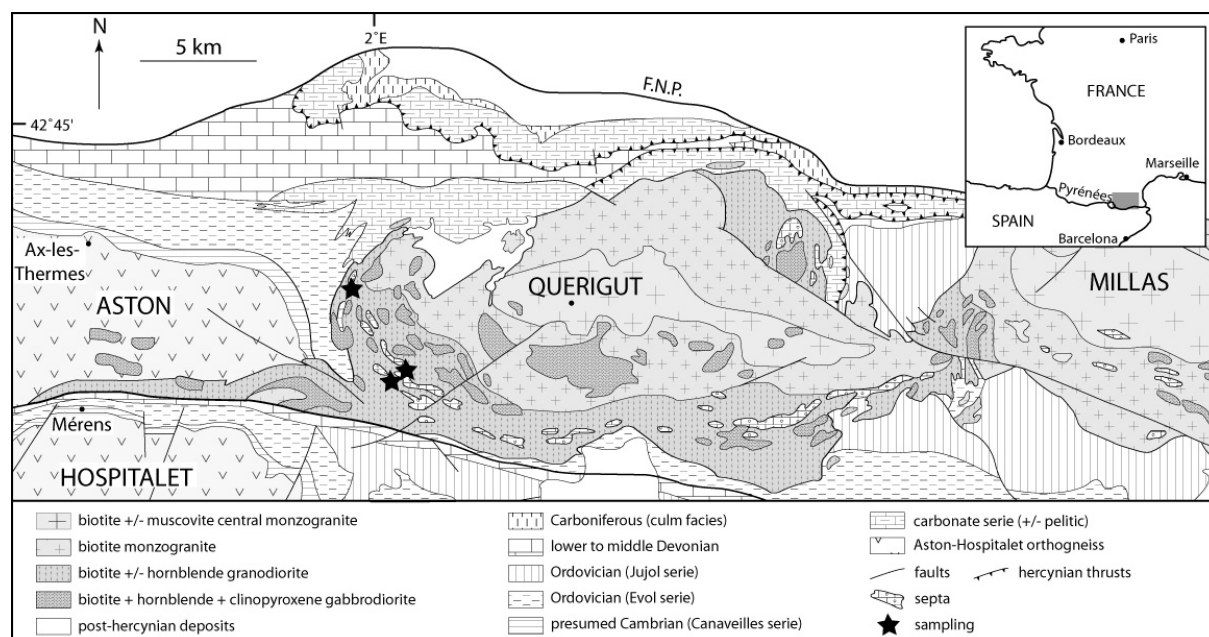 N
5 km
2˚E
F.N.P.
42˚45'
Paris
FRANCE
Bordeaux
Marseille
Pyrénées
SPAIN
Barcelona
Ax-les-
Thermes
ASTON
QUERIGUT
MILLAS
Mérens
HOSPITALET
biotite +/- muscovite central monzogranite
biotite monzogranite
biotite +/- hornblende granodiorite
biotite + hornblende + clinopyroxene gabbrodiorite
post-hercynian deposits
Carboniferous (culm facies)
lower to middle Devonian
Ordovician (Jujol serie)
Ordovician (Evol serie)
presumed Cambrian (Canaveilles serie)
carbonate serie (+/- pelitic)
Aston-Hospitalet orthogneiss
faults
hercynian thrusts
septa
sampling